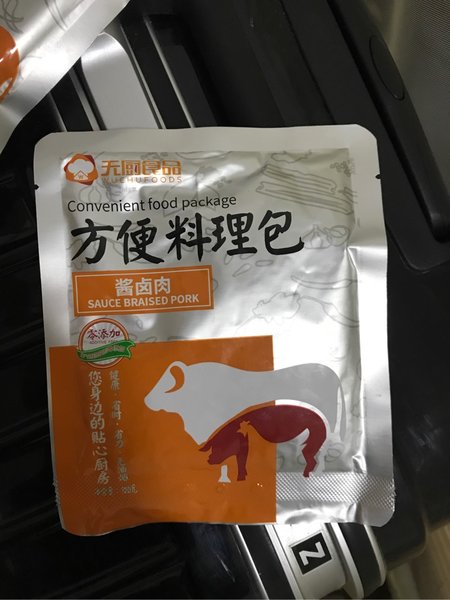 无厨食品
WUCHUFOODS
Convenient food package
方便料理包
酱卤肉
SAUCE BRAISED PORK
零添加
您身边的贴心厨房
Z